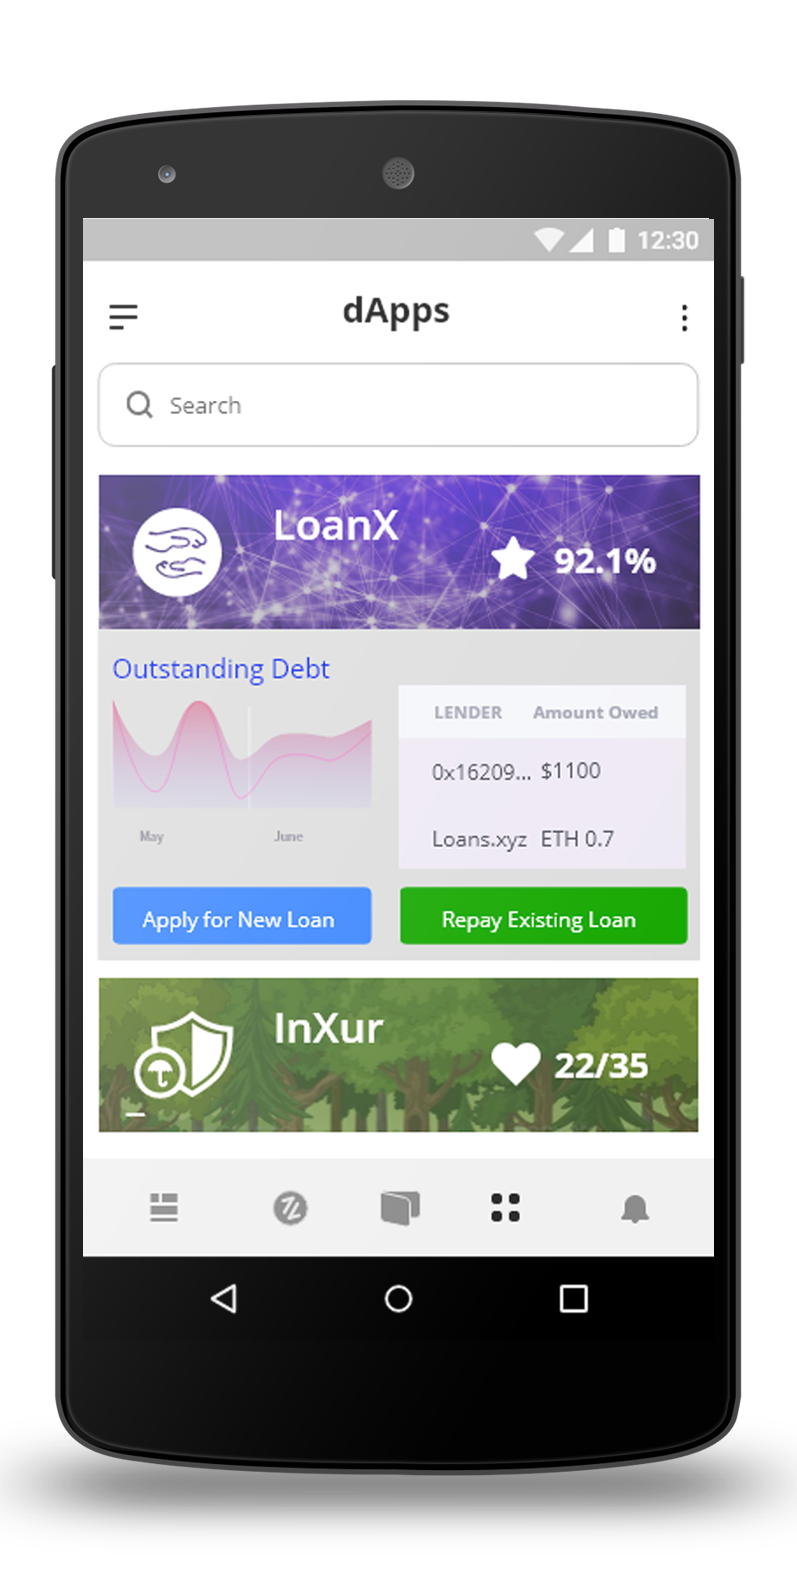 12:30
dApps
Search
LoanX
92.1%
Outstanding Debt
LENDER Amount Owed
0x16209... $1100
Loans.xyz ETH 0.7
May June
Apply for New Loan Repay Existing Loan
InXur
22/35